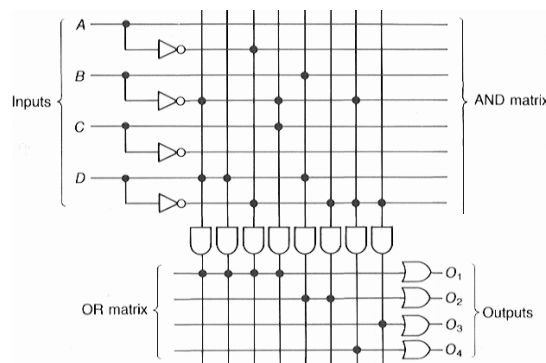 A
B
Inputs
AND matrix
C
D
O1
OR matrix
O2
Outputs
O3
O4